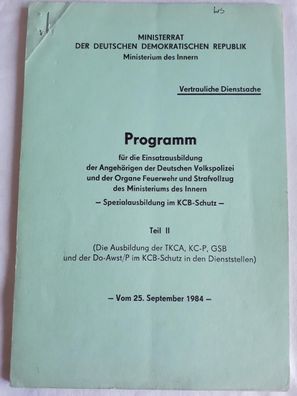 MINISTERRAT
DER DEUTSCHEN DEMOKRATISCHEN REPUBLIK
Ministerium des Innern
Vertrauliche Dienstsache
Programm
für die Einsatzausbildung
der Angehörigen der Deutschen Volkspolizei
und der Organe Feuerwehr und Strafvollzug
des Ministeriums des Innern
— Spezialausbildung im KCB-Schutz —
Teil II
(Die Ausbildung der TKCA, KC-P, GSB
und der Do-Awst/P im KCB-Schutz in den Dienststellen)
— Vom 25. September 1984 —